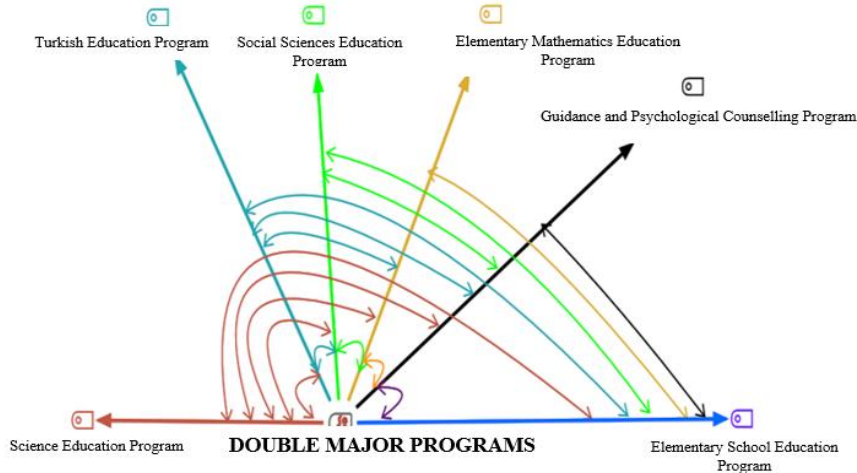 Turkish Education Program
Social Sciences Education
Program
Elementary Mathematics Education
Program
Guidance and Psychological Counselling Program
Science Education Program
DOUBLE MAJOR PROGRAMS
Elementary School Education
Program